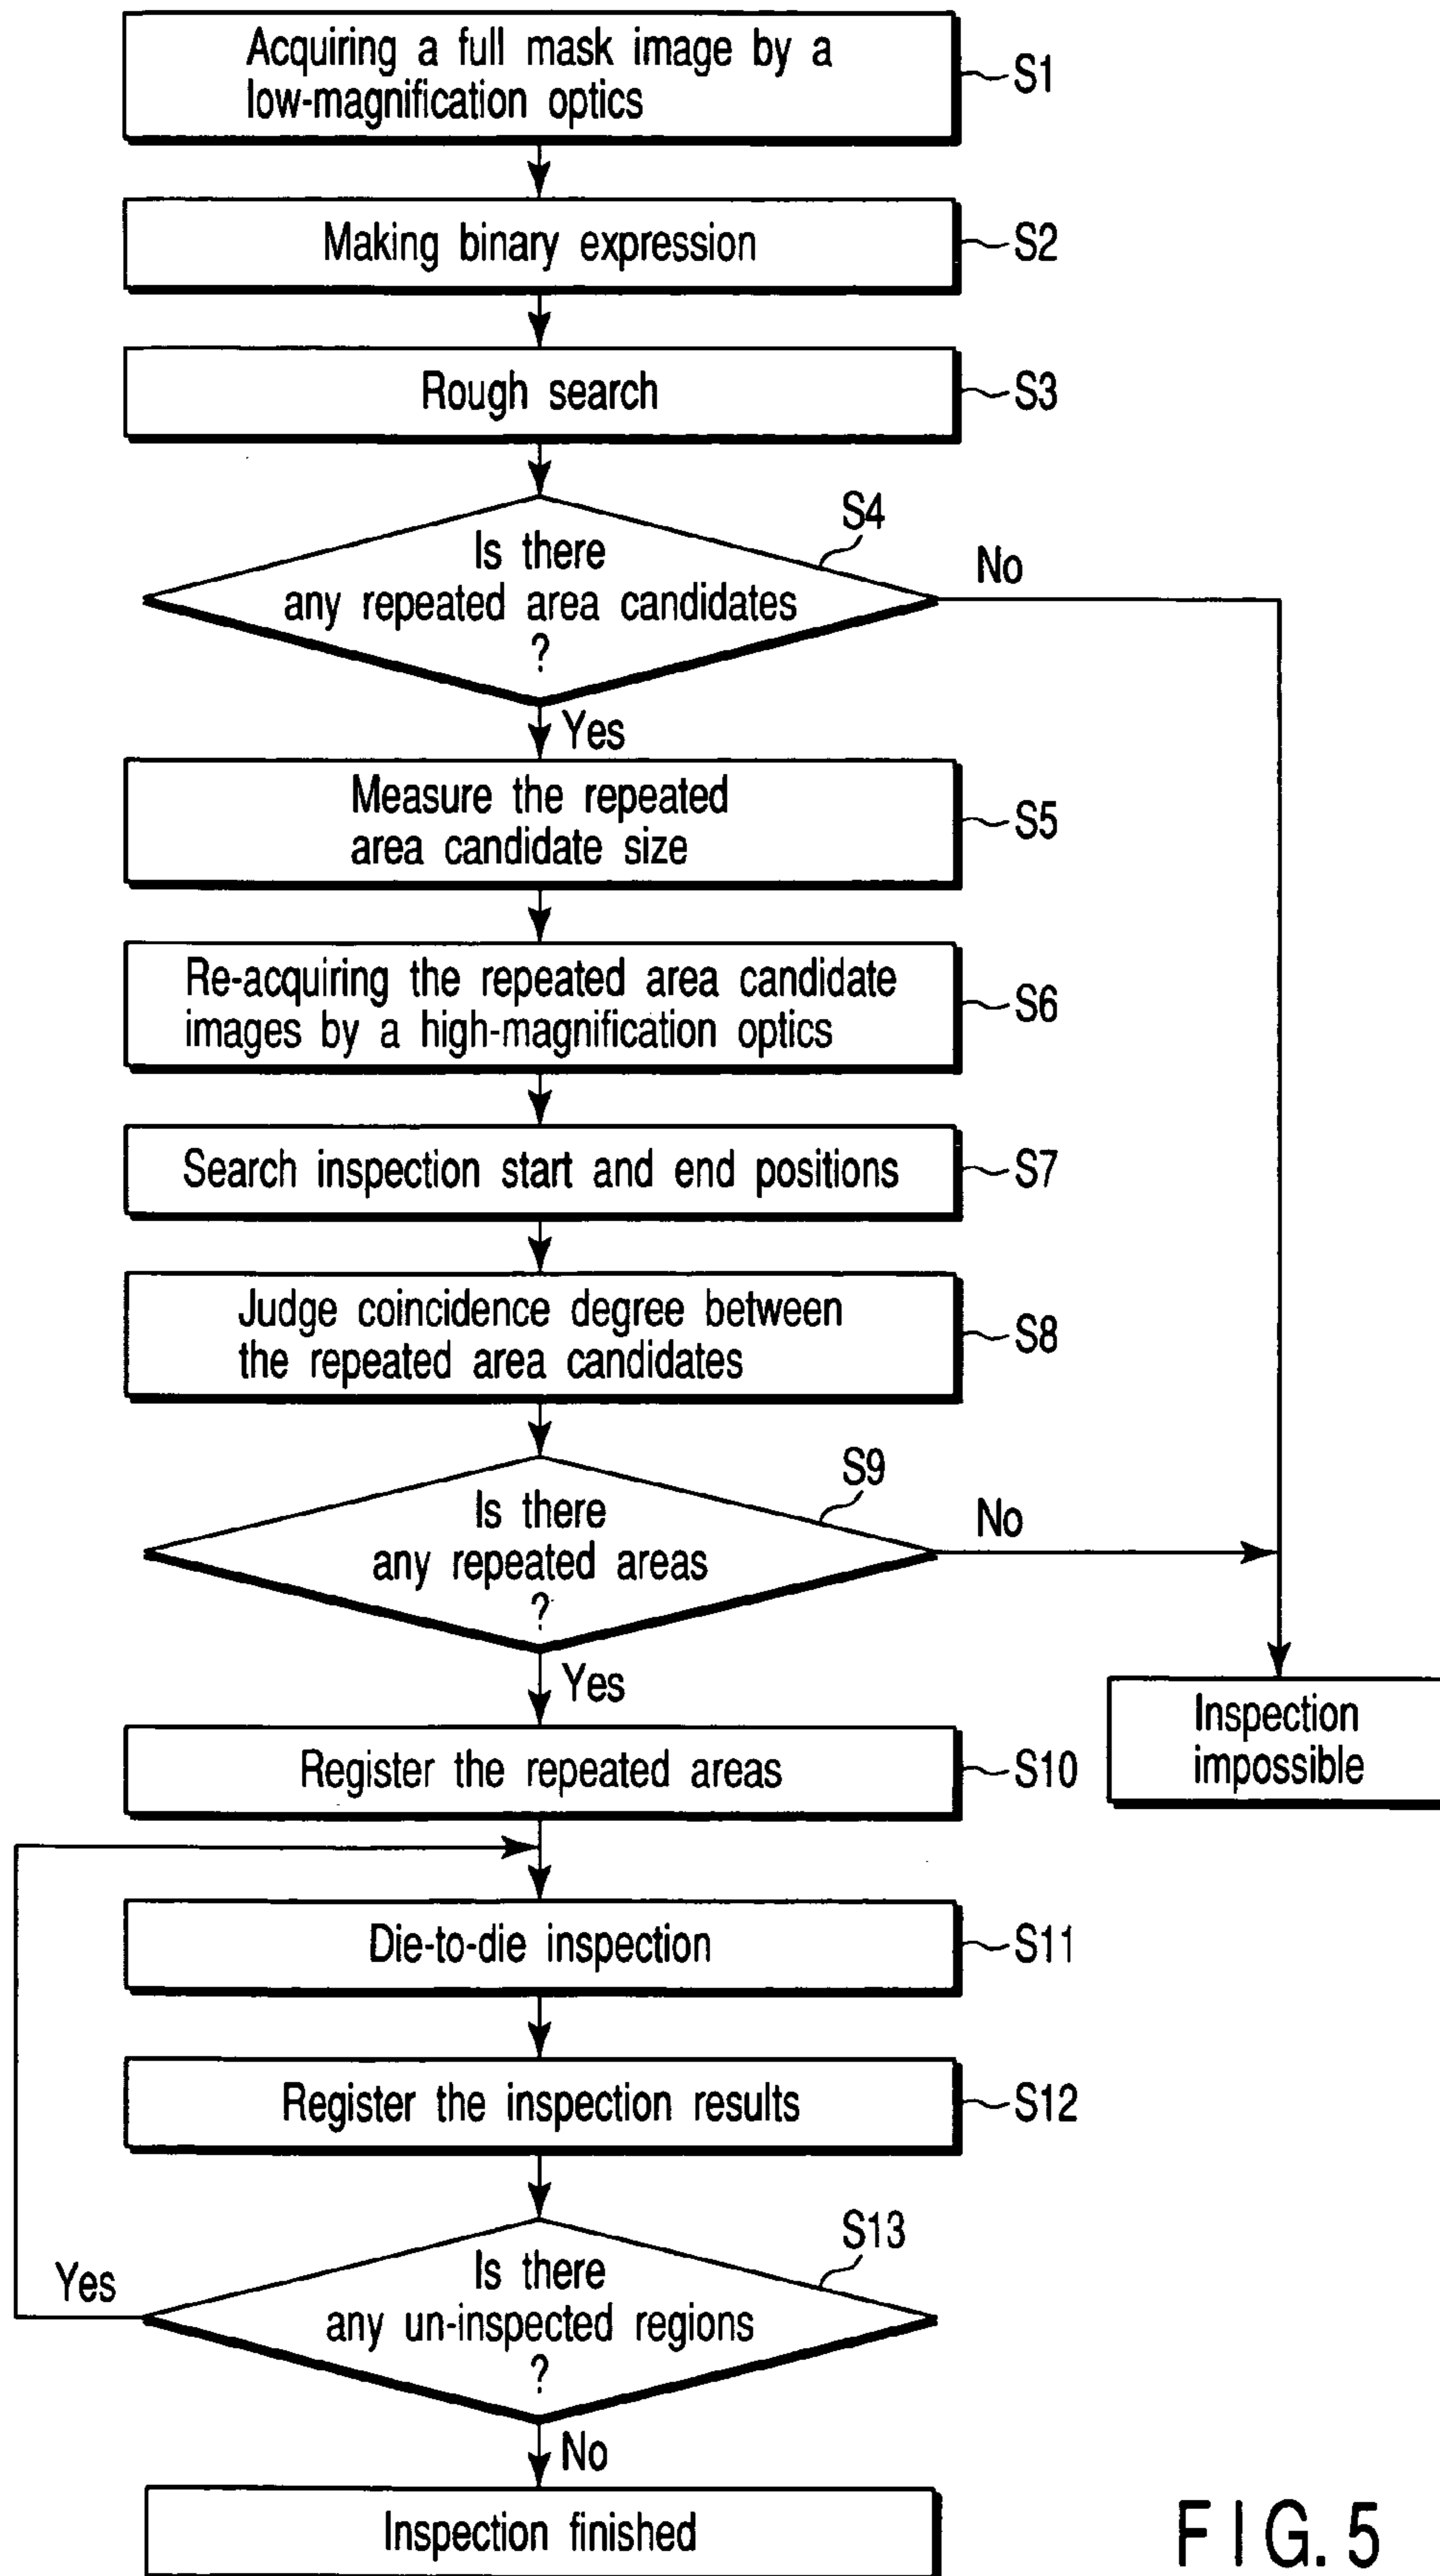 Acquiring a full mask image by a
low-magnification optics
S1
Making binary expression
S2
Rough search
S3
S4
Is there
any repeated area candidates
?
No
Yes
Measure the repeated
area candidate size
S5
Re-acquiring the repeated area candidate
images by a high-magnification optics
S6
Search inspection start and end positions
S7
Judge coincidence degree between
the repeated area candidates
S8
S9
Is there
any repeated areas
?
No
Yes
Inspection
impossible
Register the repeated areas
S10
Die-to-die inspection
S11
Register the inspection results
S12
S13
Is there
any un-inspected regions
?
Yes
No
Inspection finished
FIG. 5